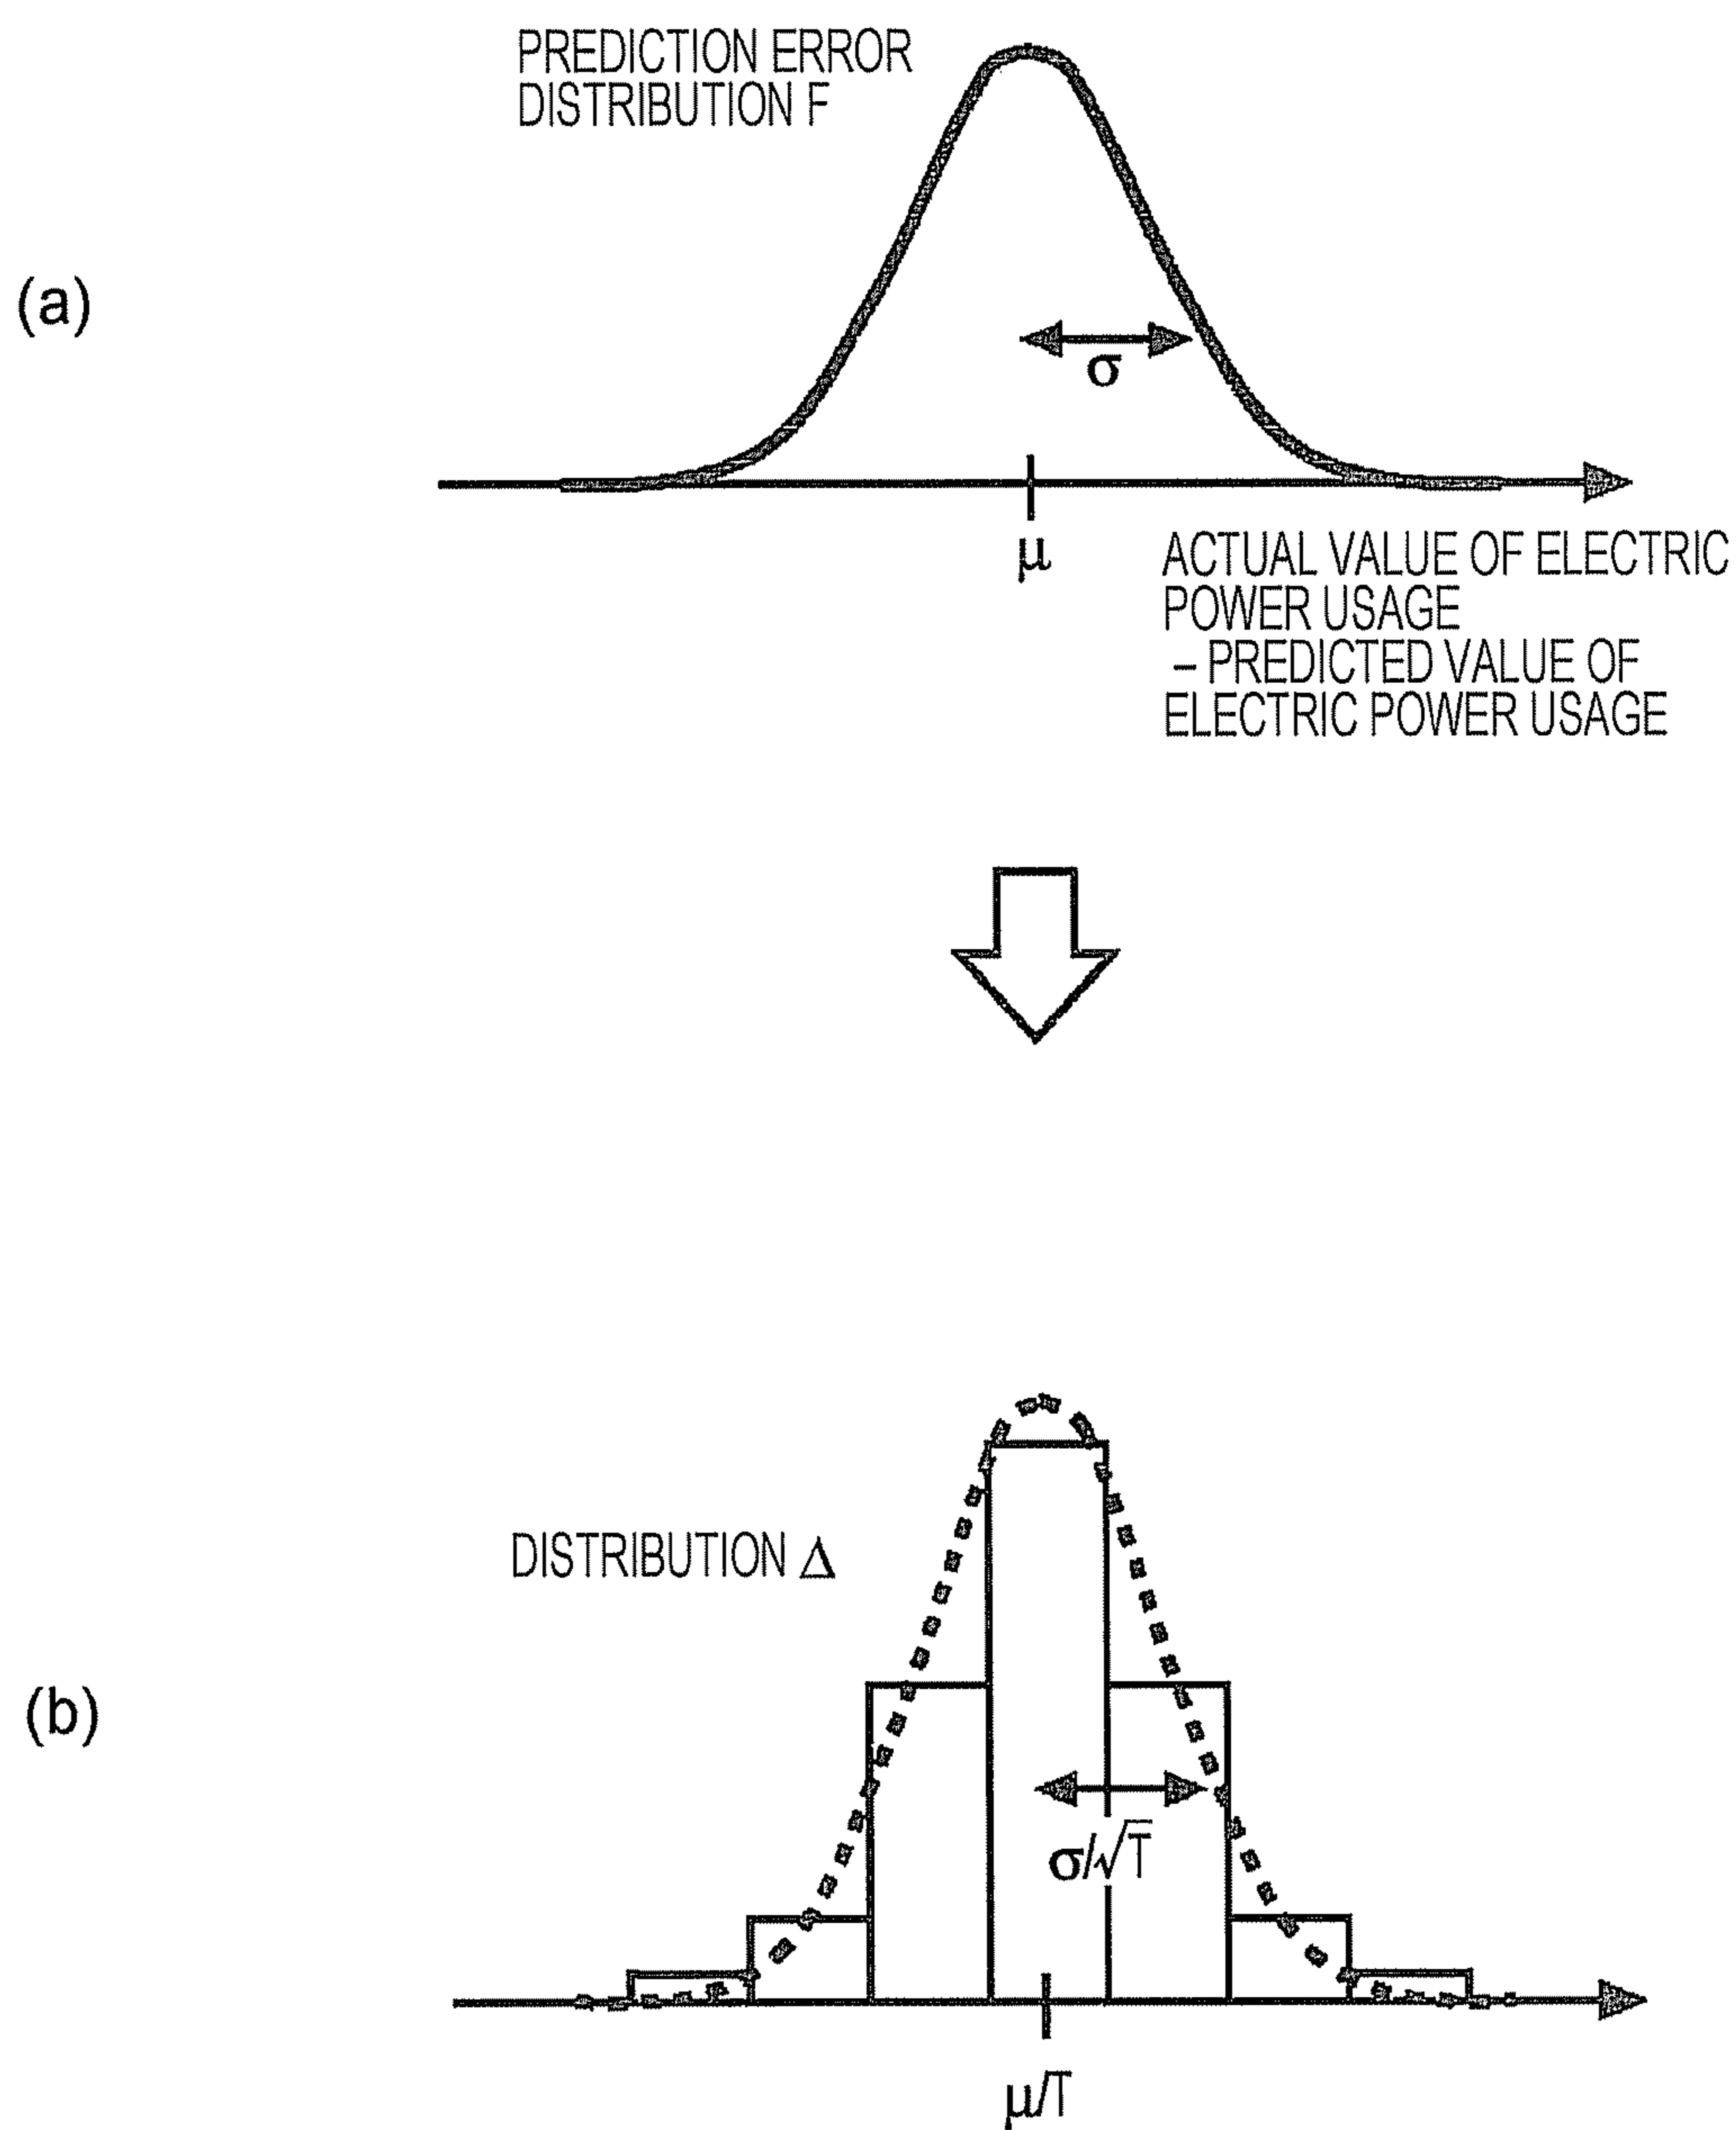 PREDICTION ERROR
DISTRIBUTION F
(a)
σ
μ
ACTUAL VALUE OF ELECTRIC
POWER USAGE
– PREDICTED VALUE OF
ELECTRIC POWER USAGE
DISTRIBUTION Δ
(b)
σ/√T
μ/T